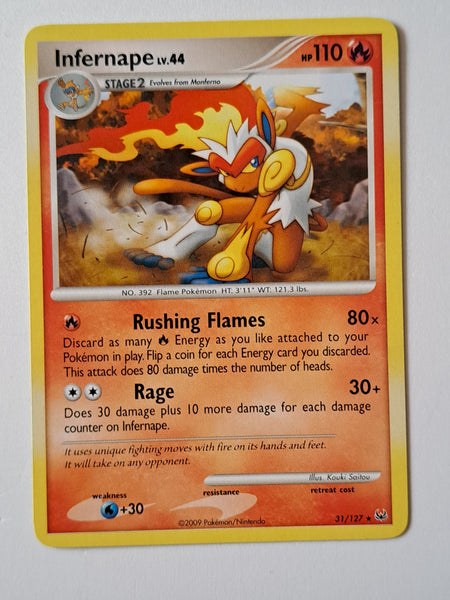 Infernape LV.44 HP 110
STAGE 2 Evolves from Monferno
NO. 392 Flame Pokémon HT: 3'11" WT: 121.3 lbs.
Rushing Flames 80×
Discard as many Energy as you like attached to your
Pokémon in play. Flip a coin for each Energy card you discarded.
This attack does 80 damage times the number of heads.
Rage 30+
Does 30 damage plus 10 more damage for each damage
counter on Infernape.
It uses unique fighting moves with fire on its hands and feet.
It will take on any opponent.
Illus. Kouki Saitou
weakness resistance retreat cost
+30
©2009 Pokémon/Nintendo 31/127 ★